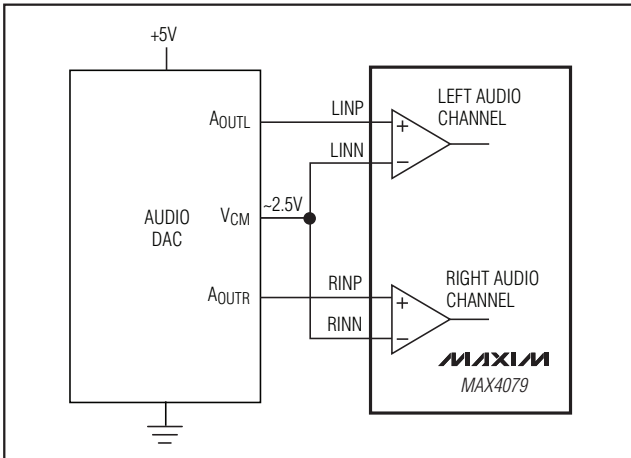 +5V
AUDIO
DAC
AOUTL
VCM
AOUTR
~2.5V
LINP
LINN
RINP
RINN
+
−
LEFT AUDIO
CHANNEL
+
−
RIGHT AUDIO
CHANNEL
MAXIM
MAX4079